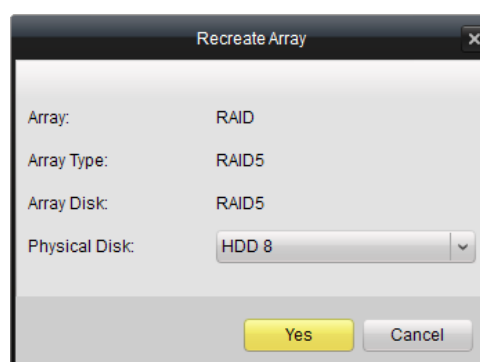 Recreate Array
Array: RAID
Array Type: RAID5
Array Disk: RAID5
Physical Disk: HDD 8
Yes Cancel